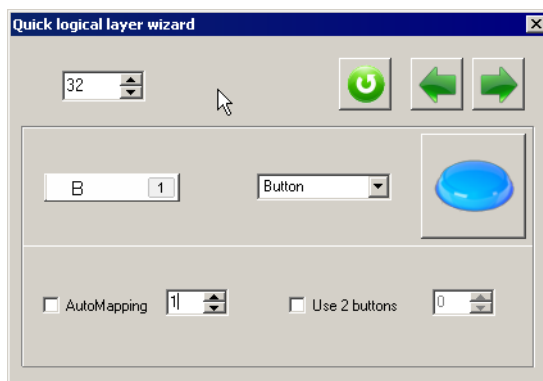 Quick logical layer wizard
32
B 1 Button
AutoMapping 1 Use 2 buttons 0